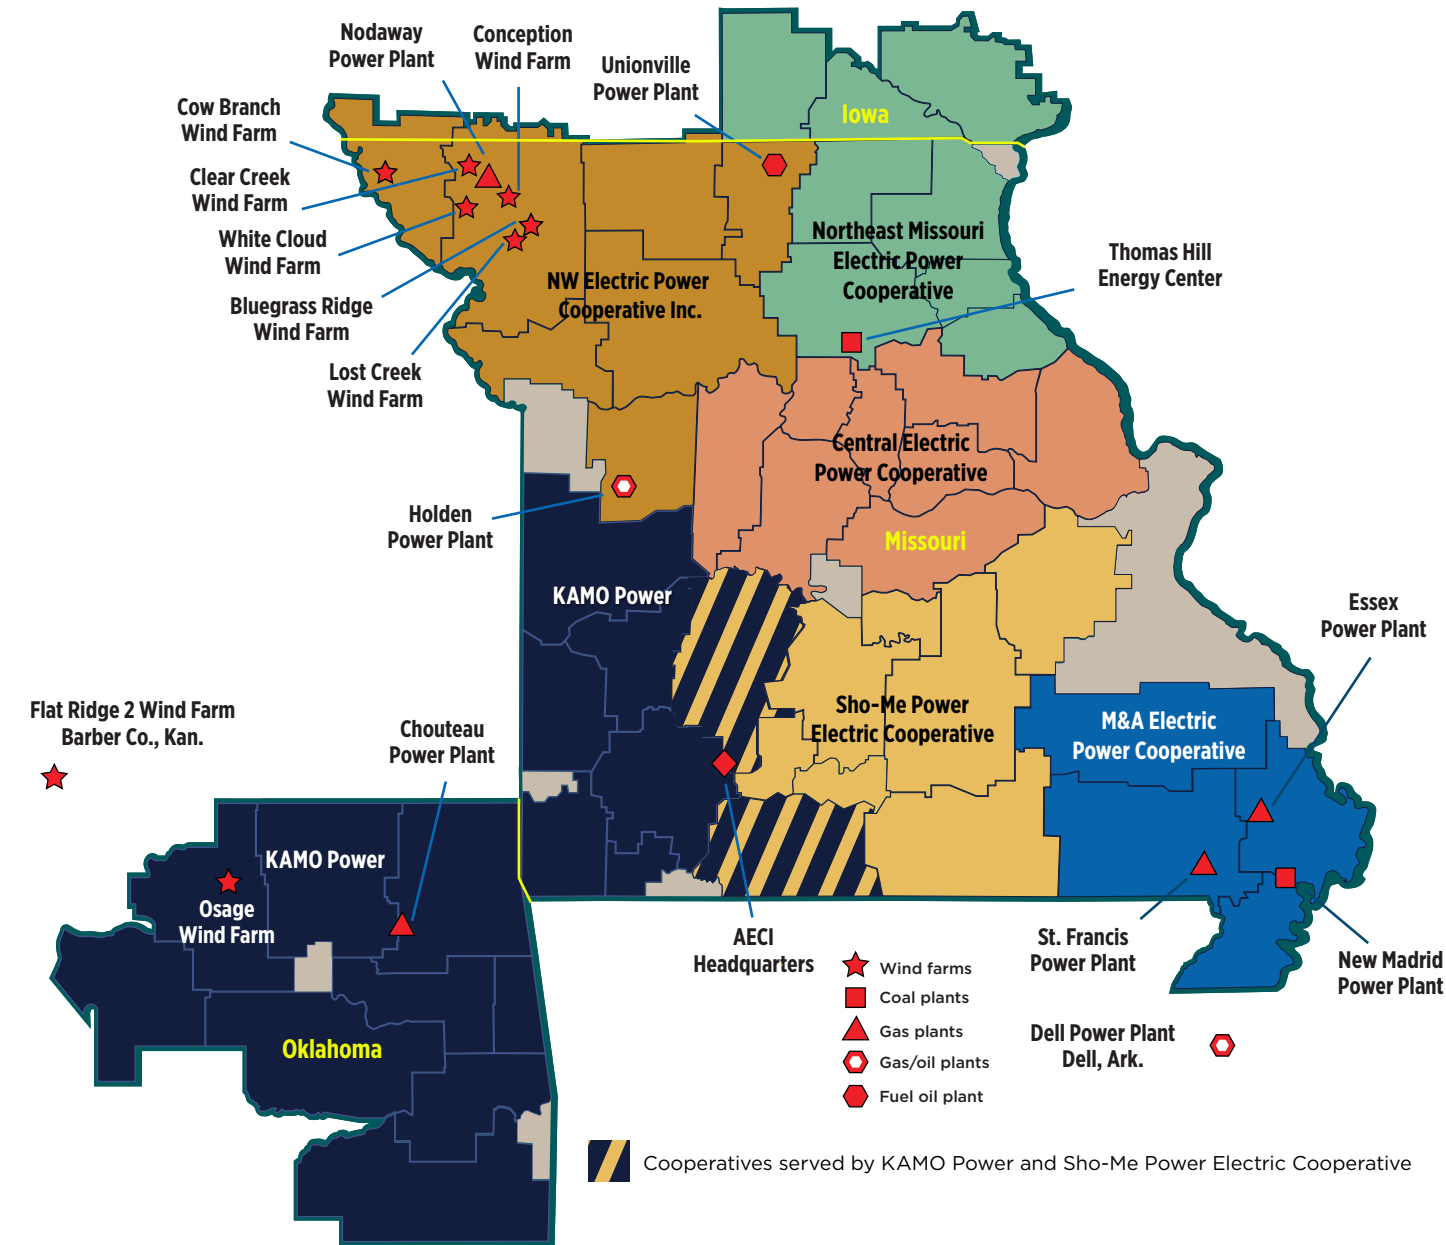 Nodaway
Power Plant
Conception
Wind Farm
Unionville
Power Plant
Cow Branch
Wind Farm
Iowa
Clear Creek
Wind Farm
White Cloud
Wind Farm
Northeast Missouri
Electric Power
Cooperative
Thomas Hill
Energy Center
NW Electric Power
Cooperative Inc.
Bluegrass Ridge
Wind Farm
Lost Creek
Wind Farm
Central Electric
Power Cooperative
Holden
Power Plant
Missouri
KAMO Power
Essex
Power Plant
Flat Ridge 2 Wind Farm
Barber Co., Kan.
Chouteau
Power Plant
Sho-Me Power
Electric Cooperative
M&A Electric
Power Cooperative
KAMO Power
Osage
Wind Farm
AECI
Headquarters
St. Francis
Power Plant
New Madrid
Power Plant
Wind farms
Coal plants
Gas plants
Gas/oil plants
Fuel oil plant
Oklahoma
Dell Power Plant
Dell, Ark.
Cooperatives served by KAMO Power and Sho-Me Power Electric Cooperative